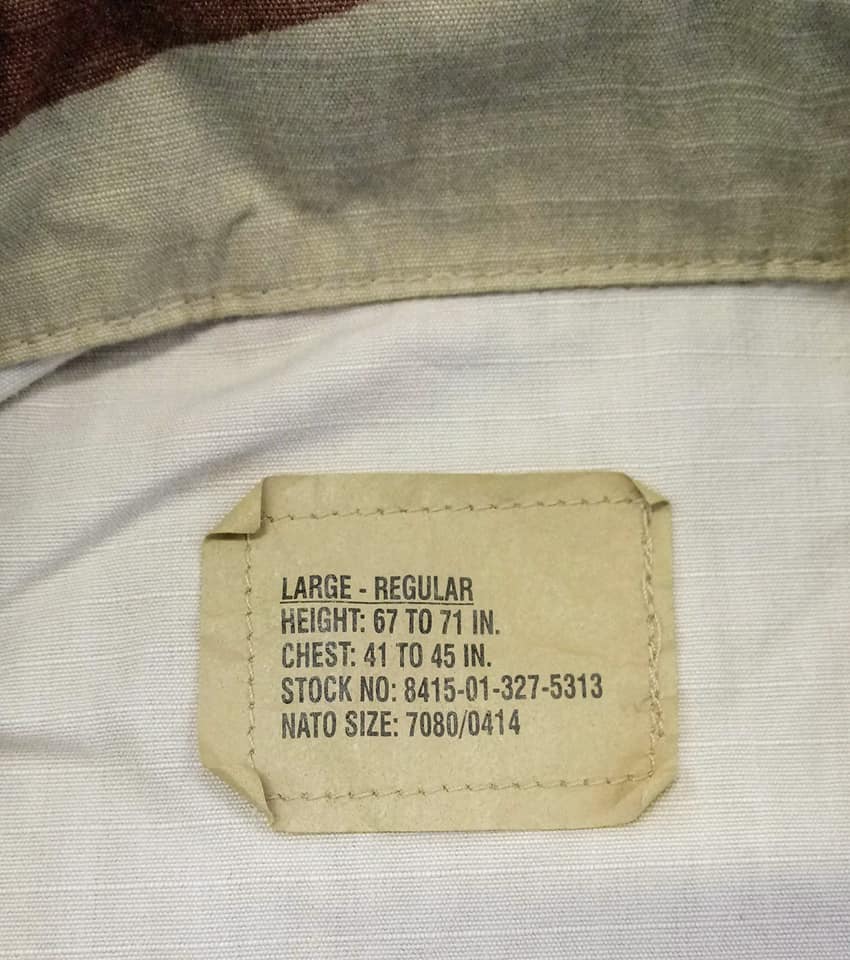 LARGE - REGULAR
HEIGHT: 67 TO 71 IN.
CHEST: 41 TO 45 IN.
STOCK NO: 8415-01-327-5313
NATO SIZE: 7080/0414